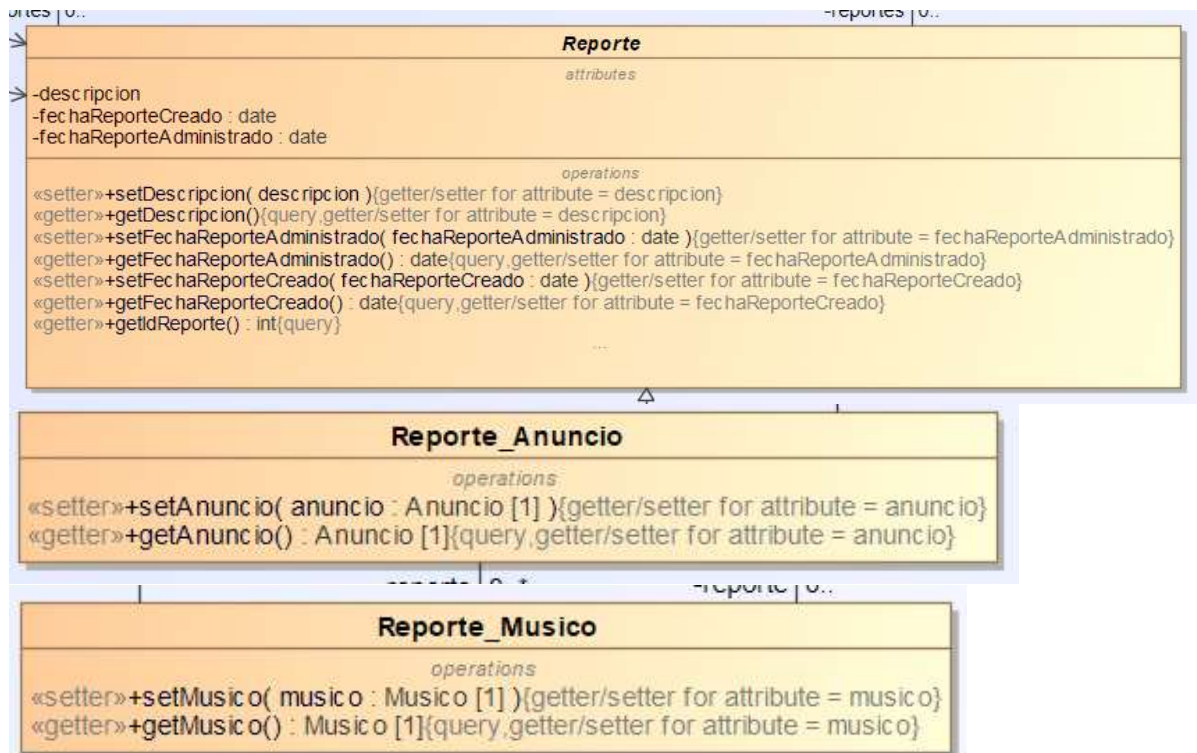 -reportes 0..
Reporte
attributes
-descripcion
-fechaReporteCreado : date
-fechaReporteAdministrado : date
operations
«setter»+setDescripcion( descripcion ){getter/setter for attribute = descripcion}
«getter»+getDescripcion(){query,getter/setter for attribute = descripcion}
«setter»+setFechaReporteAdministrado( fechaReporteAdministrado : date ){getter/setter for attribute = fechaReporteAdministrado}
«getter»+getFechaReporteAdministrado() : date{query,getter/setter for attribute = fechaReporteAdministrado}
«setter»+setFechaReporteCreado( fechaReporteCreado : date ){getter/setter for attribute = fechaReporteCreado}
«getter»+getFechaReporteCreado() : date{query,getter/setter for attribute = fechaReporteCreado}
«getter»+getIdReporte() : int{query}
...
Reporte_Anuncio
operations
«setter»+setAnuncio( anuncio : Anuncio [1] ){getter/setter for attribute = anuncio}
«getter»+getAnuncio() : Anuncio [1]{query,getter/setter for attribute = anuncio}
-reporte 0..
Reporte_Musico
operations
«setter»+setMusico( musico : Musico [1] ){getter/setter for attribute = musico}
«getter»+getMusico() : Musico [1]{query,getter/setter for attribute = musico}